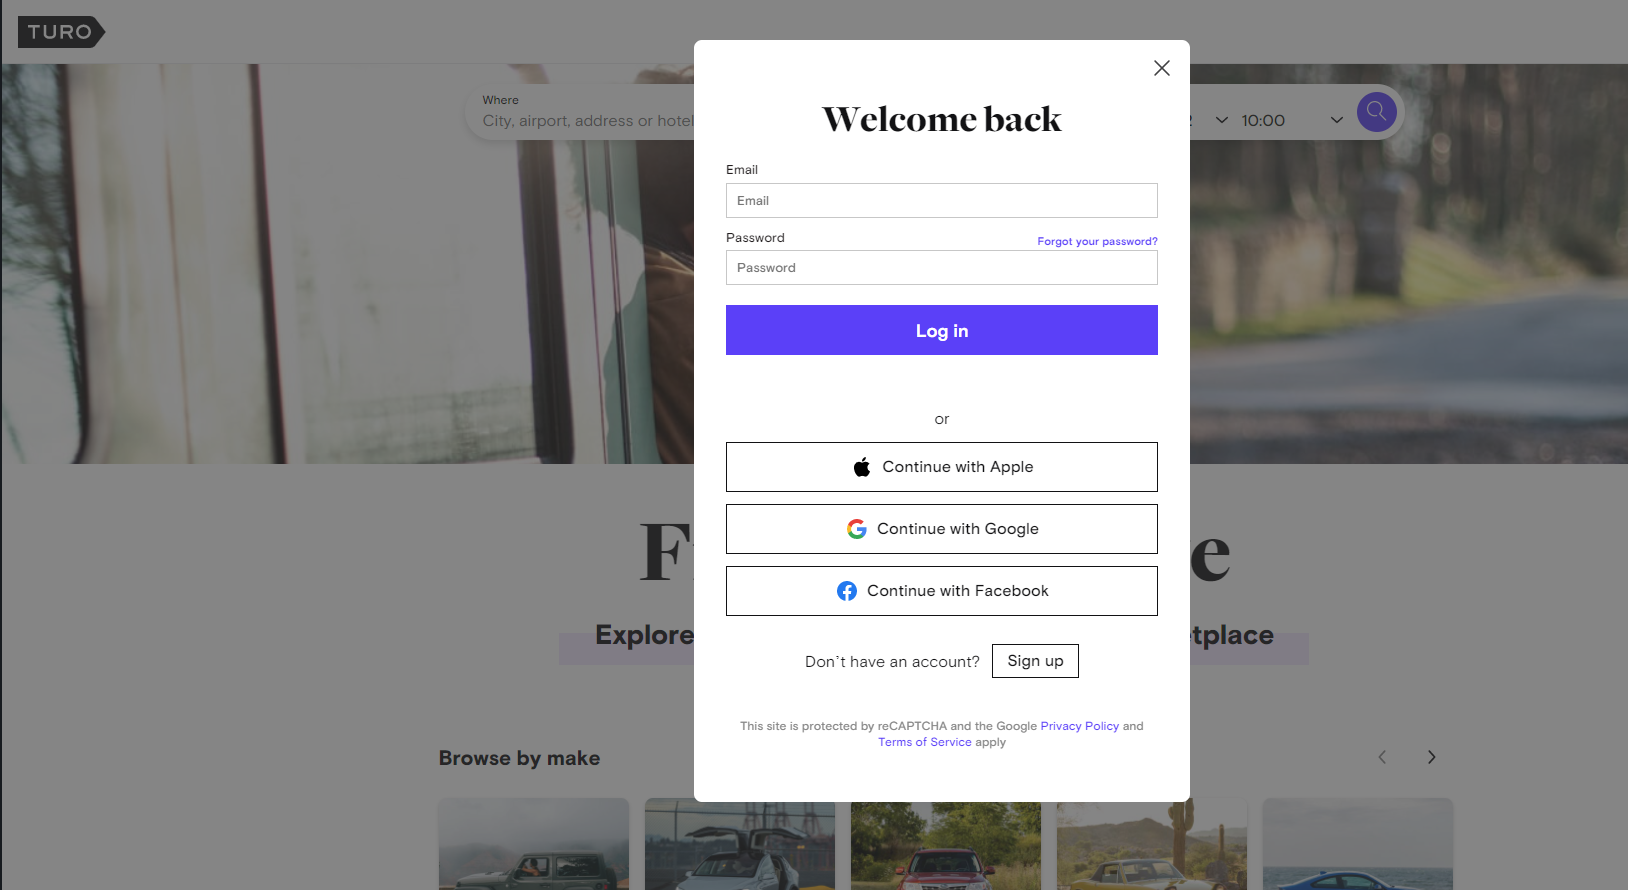 TURO
Where
City, airport, address or hotel
10:00
Welcome back
Email
Email
Password
Forgot your password?
Password
Log in
or
Continue with Apple
Continue with Google
Continue with Facebook
Don't have an account?
Sign up
This site is protected by reCAPTCHA and the Google Privacy Policy and
Terms of Service apply
Explore
Browse by make